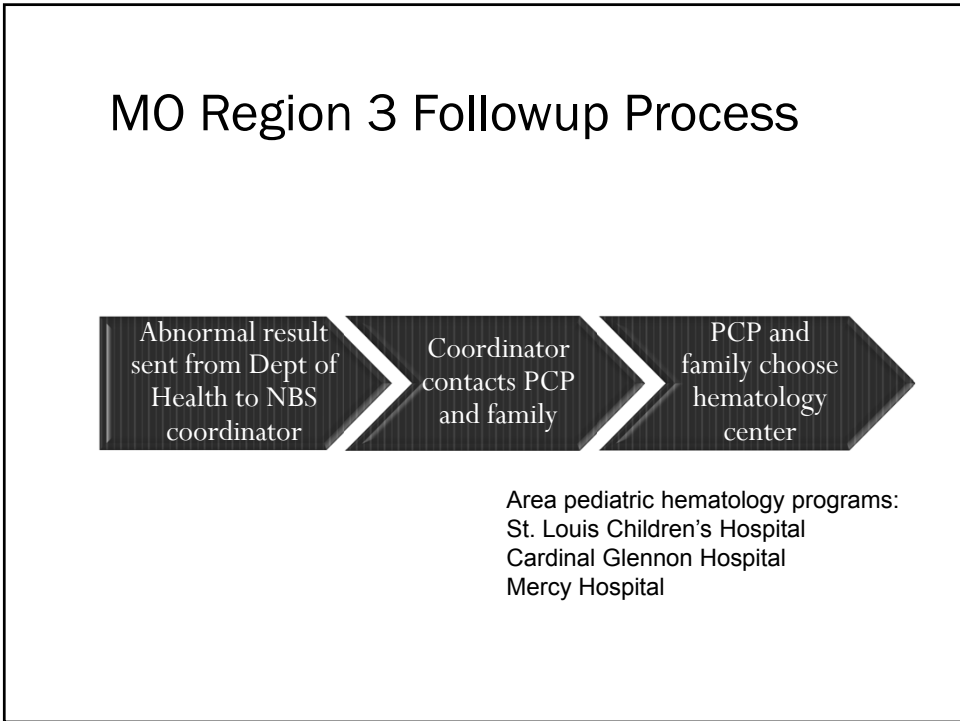 MO Region 3 Followup Process
Abnormal result
sent from Dept of
Health to NBS
coordinator
Coordinator
contacts PCP
and family
PCP and
family choose
hematology
center
Area pediatric hematology programs:
St. Louis Children’s Hospital
Cardinal Glennon Hospital
Mercy Hospital